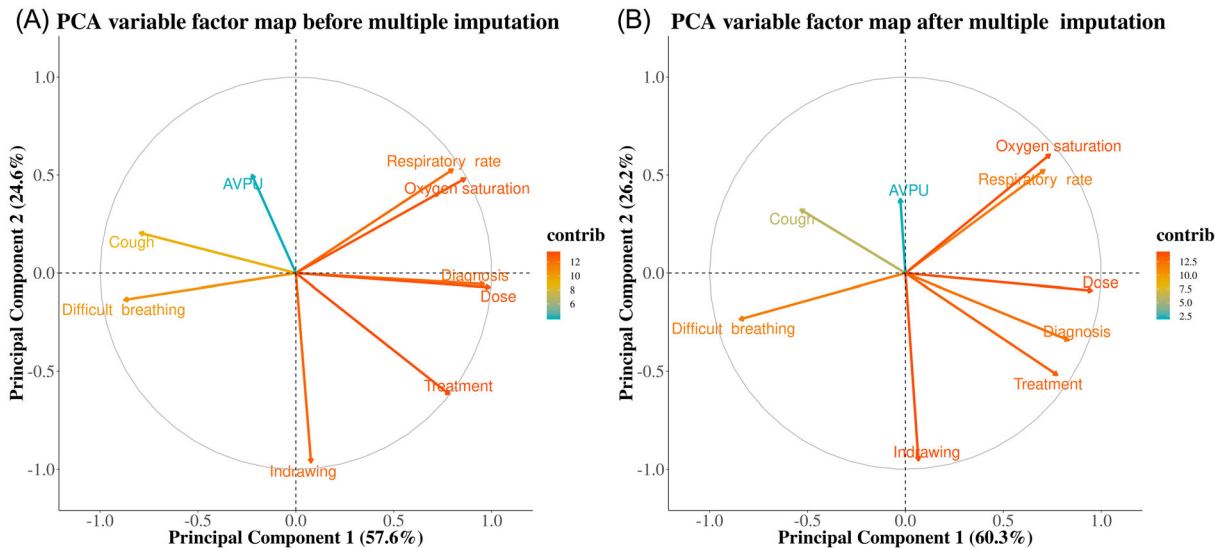 (A) PCA variable factor map before multiple imputation
1.0
0.5
0.0
-0.5
-1.0
Principal Component 2 (24.6%)
Respiratory rate
Oxygen saturation
AVPU
Cough
Difficult breathing
Diagnosis
Dose
Treatment
Indrawing
-1.0 -0.5 0.0 0.5 1.0
Principal Component 1 (57.6%)
contrib
12
10
8
6
(B) PCA variable factor map after multiple imputation
1.0
0.5
0.0
-0.5
-1.0
Principal Component 2 (26.2%)
Oxygen saturation
Respiratory rate
AVPU
Cough
Difficult breathing
Dose
Diagnosis
Treatment
Indrawing
-1.0 -0.5 0.0 0.5 1.0
Principal Component 1 (60.3%)
contrib
12.5
10.0
7.5
5.0
2.5